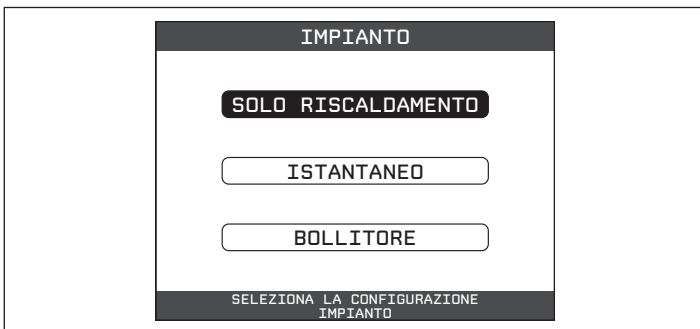 IMPIANTO
SOLO RISCALDAMENTO
ISTANTANEO
BOLLITORE
SELEZIONA LA CONFIGURAZIONE
IMPIANTO